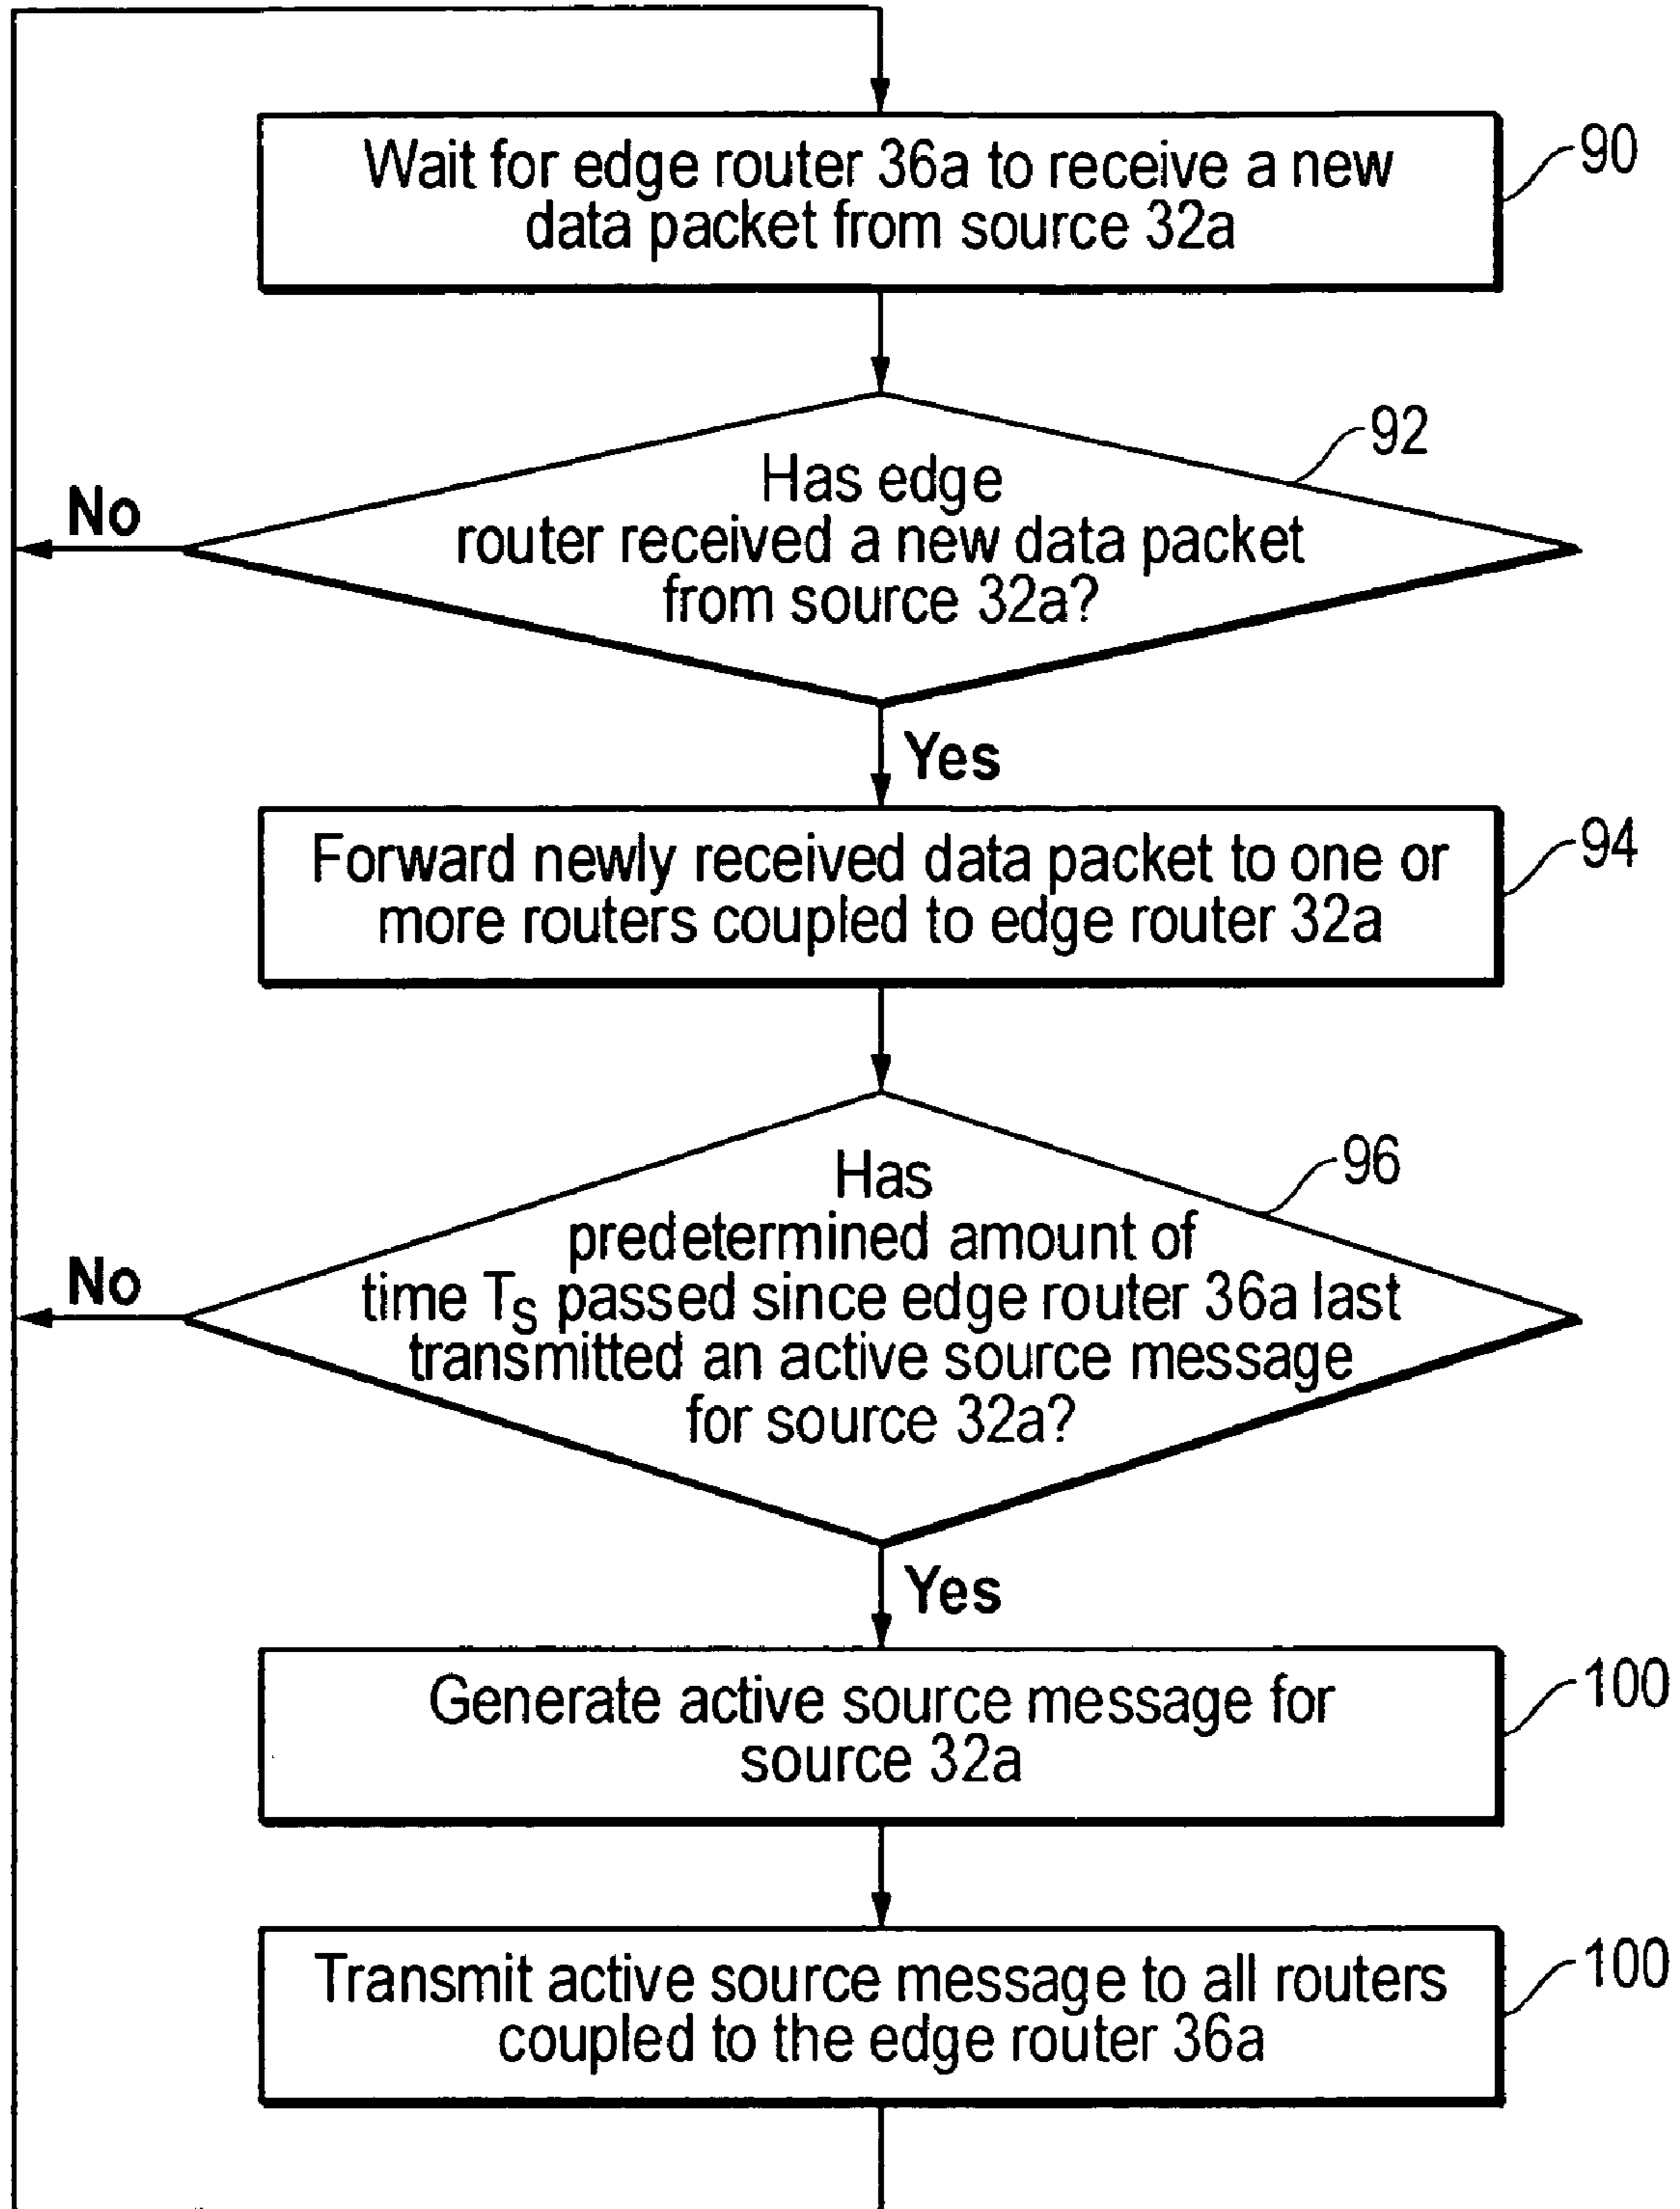 Wait for edge router 36a to receive a new
data packet from source 32a
90
92
Has edge
router received a new data packet
from source 32a?
No
Yes
Forward newly received data packet to one or
more routers coupled to edge router 32a
94
96
Has
predetermined amount of
time TS passed since edge router 36a last
transmitted an active source message
for source 32a?
No
Yes
Generate active source message for
source 32a
100
Transmit active source message to all routers
coupled to the edge router 36a
100